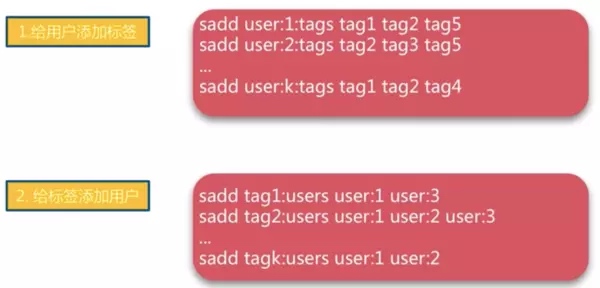 1.给用户添加标签
sadd user:1:tags tag1 tag2 tag5
sadd user:2:tags tag2 tag3 tag5
...
sadd user:k:tags tag1 tag2 tag4
2. 给标签添加用户
sadd tag1:users user:1 user:3
sadd tag2:users user:1 user:2 user:3
...
sadd tagk:users user:1 user:2